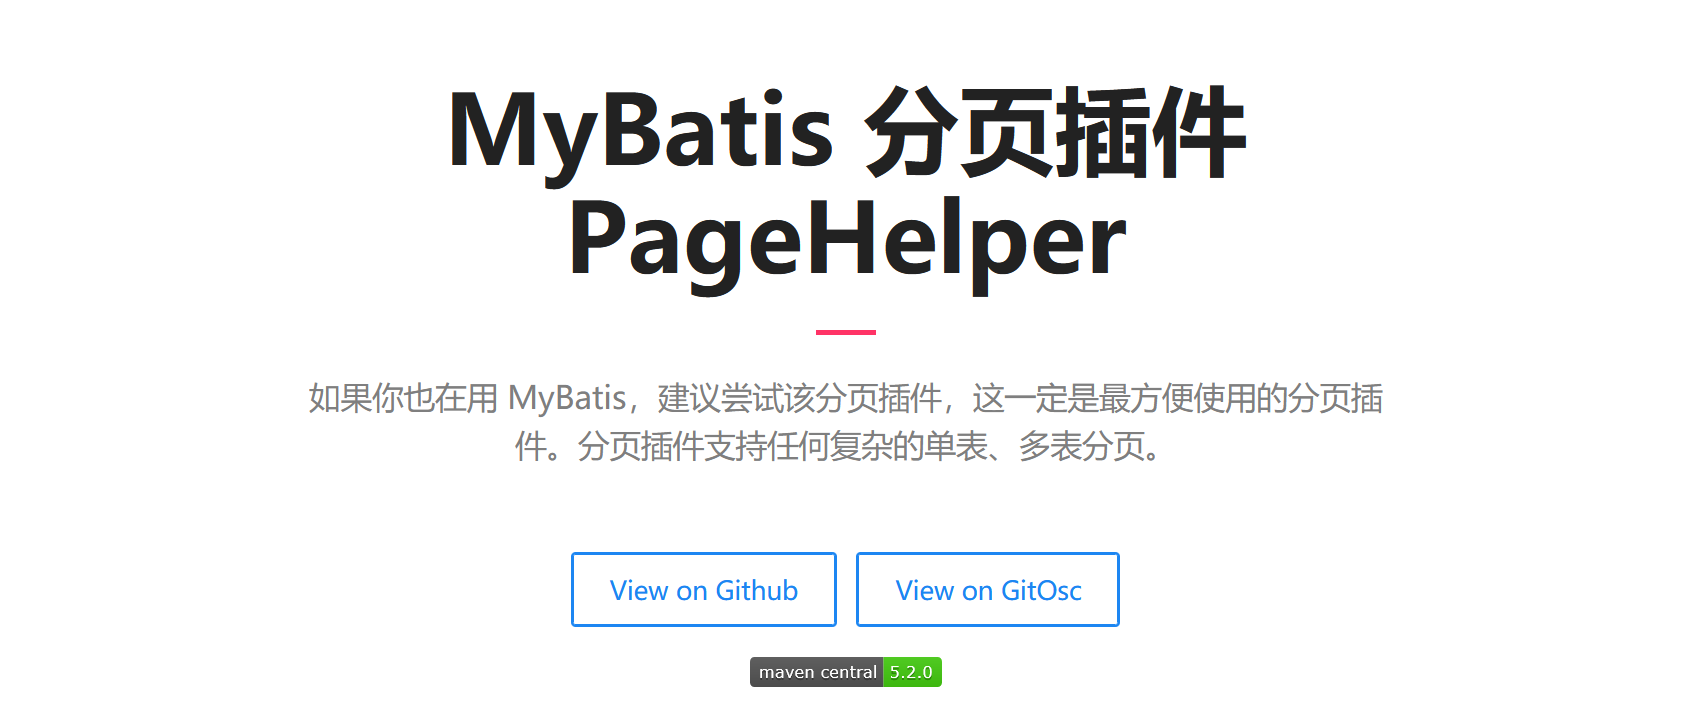 MyBatis 分页插件
PageHelper
如果你也在用 MyBatis，建议尝试该分页插件，这一定是最方便使用的分页插
件。分页插件支持任何复杂的单表、多表分页。
View on Github View on GitOsc
maven central 5.2.0